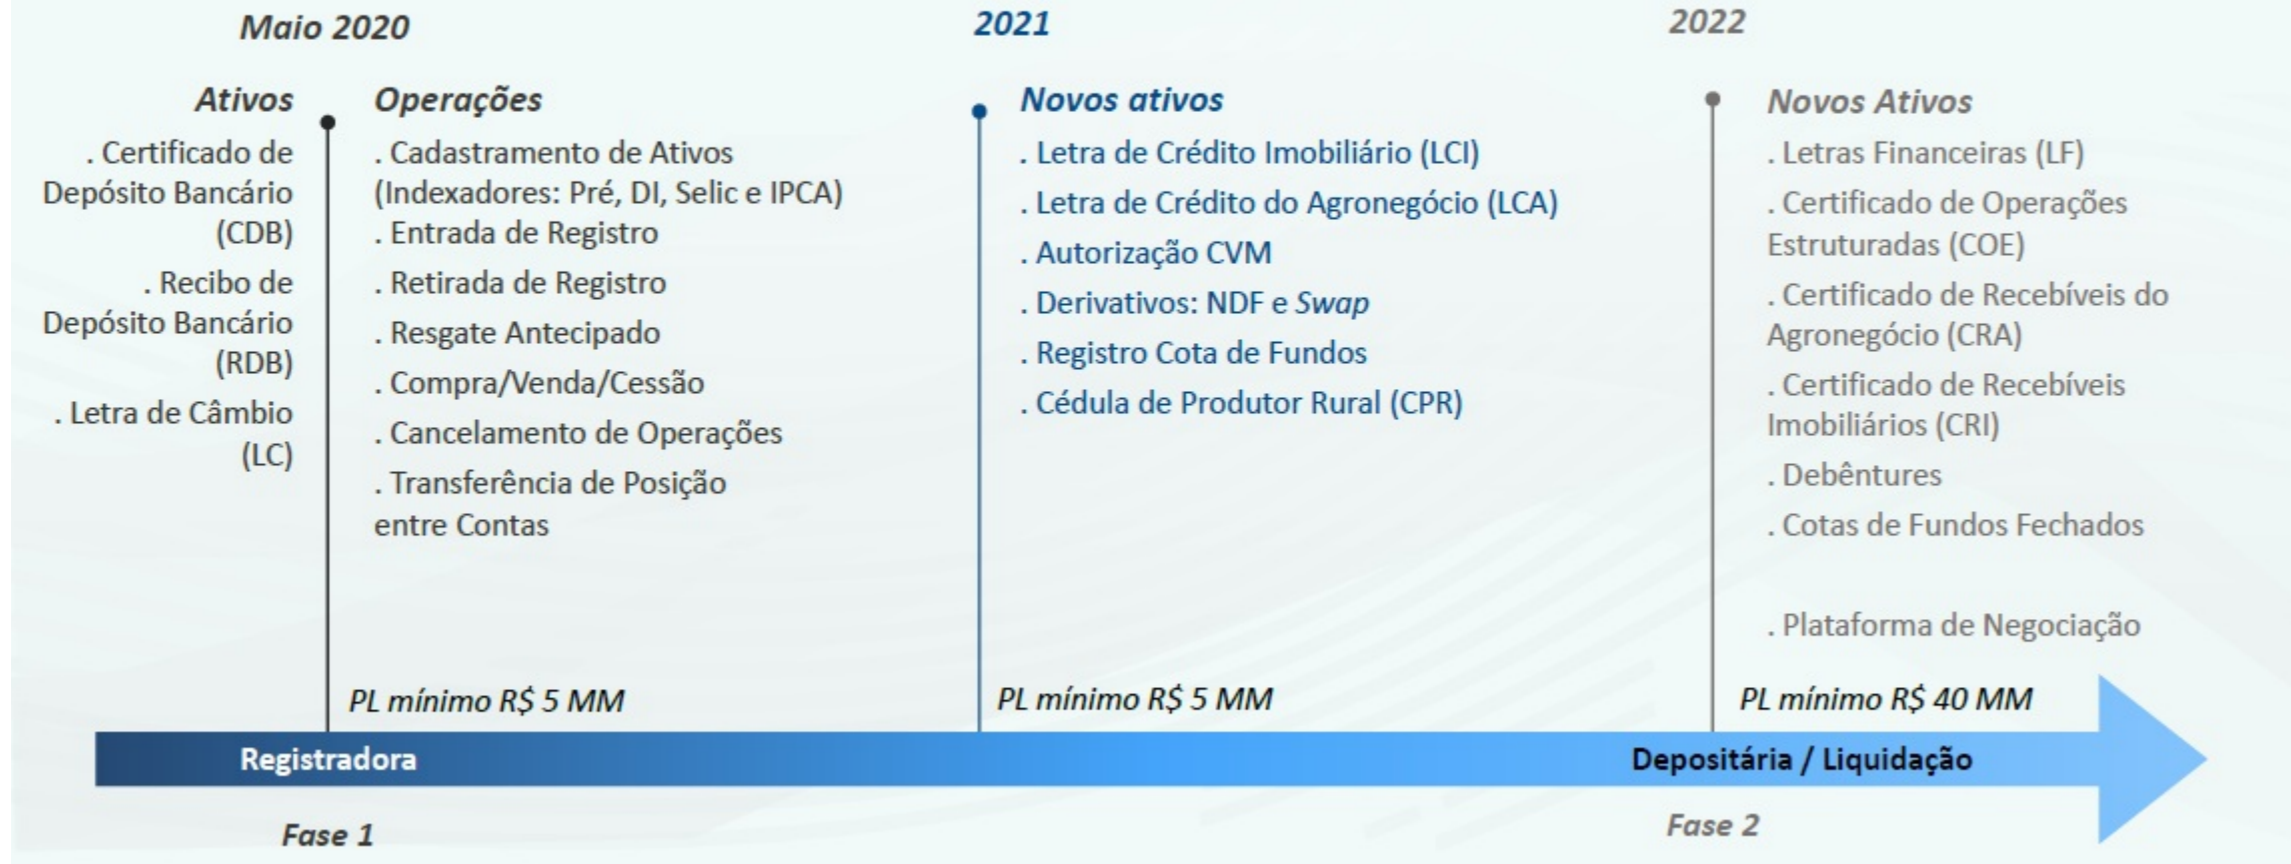 Maio 2020
Ativos
. Certificado de
Depósito Bancário
(CDB)
. Recibo de
Depósito Bancário
(RDB)
. Letra de Câmbio
(LC)
Operações
. Cadastramento de Ativos
(Indexadores: Pré, DI, Selic e IPCA)
. Entrada de Registro
. Retirada de Registro
. Resgate Antecipado
. Compra/Venda/Cessão
. Cancelamento de Operações
. Transferência de Posição
entre Contas
PL mínimo R$ 5 MM
2021
Novos ativos
. Letra de Crédito Imobiliário (LCI)
. Letra de Crédito do Agronegócio (LCA)
. Autorização CVM
. Derivativos: NDF e Swap
. Registro Cota de Fundos
. Cédula de Produtor Rural (CPR)
PL mínimo R$ 5 MM
2022
Novos Ativos
. Letras Financeiras (LF)
. Certificado de Operações
Estruturadas (COE)
. Certificado de Recebíveis do
Agronegócio (CRA)
. Certificado de Recebíveis
Imobiliários (CRI)
. Debêntures
. Cotas de Fundos Fechados
. Plataforma de Negociação
PL mínimo R$ 40 MM
Registradora
Depositária / Liquidação
Fase 1
Fase 2